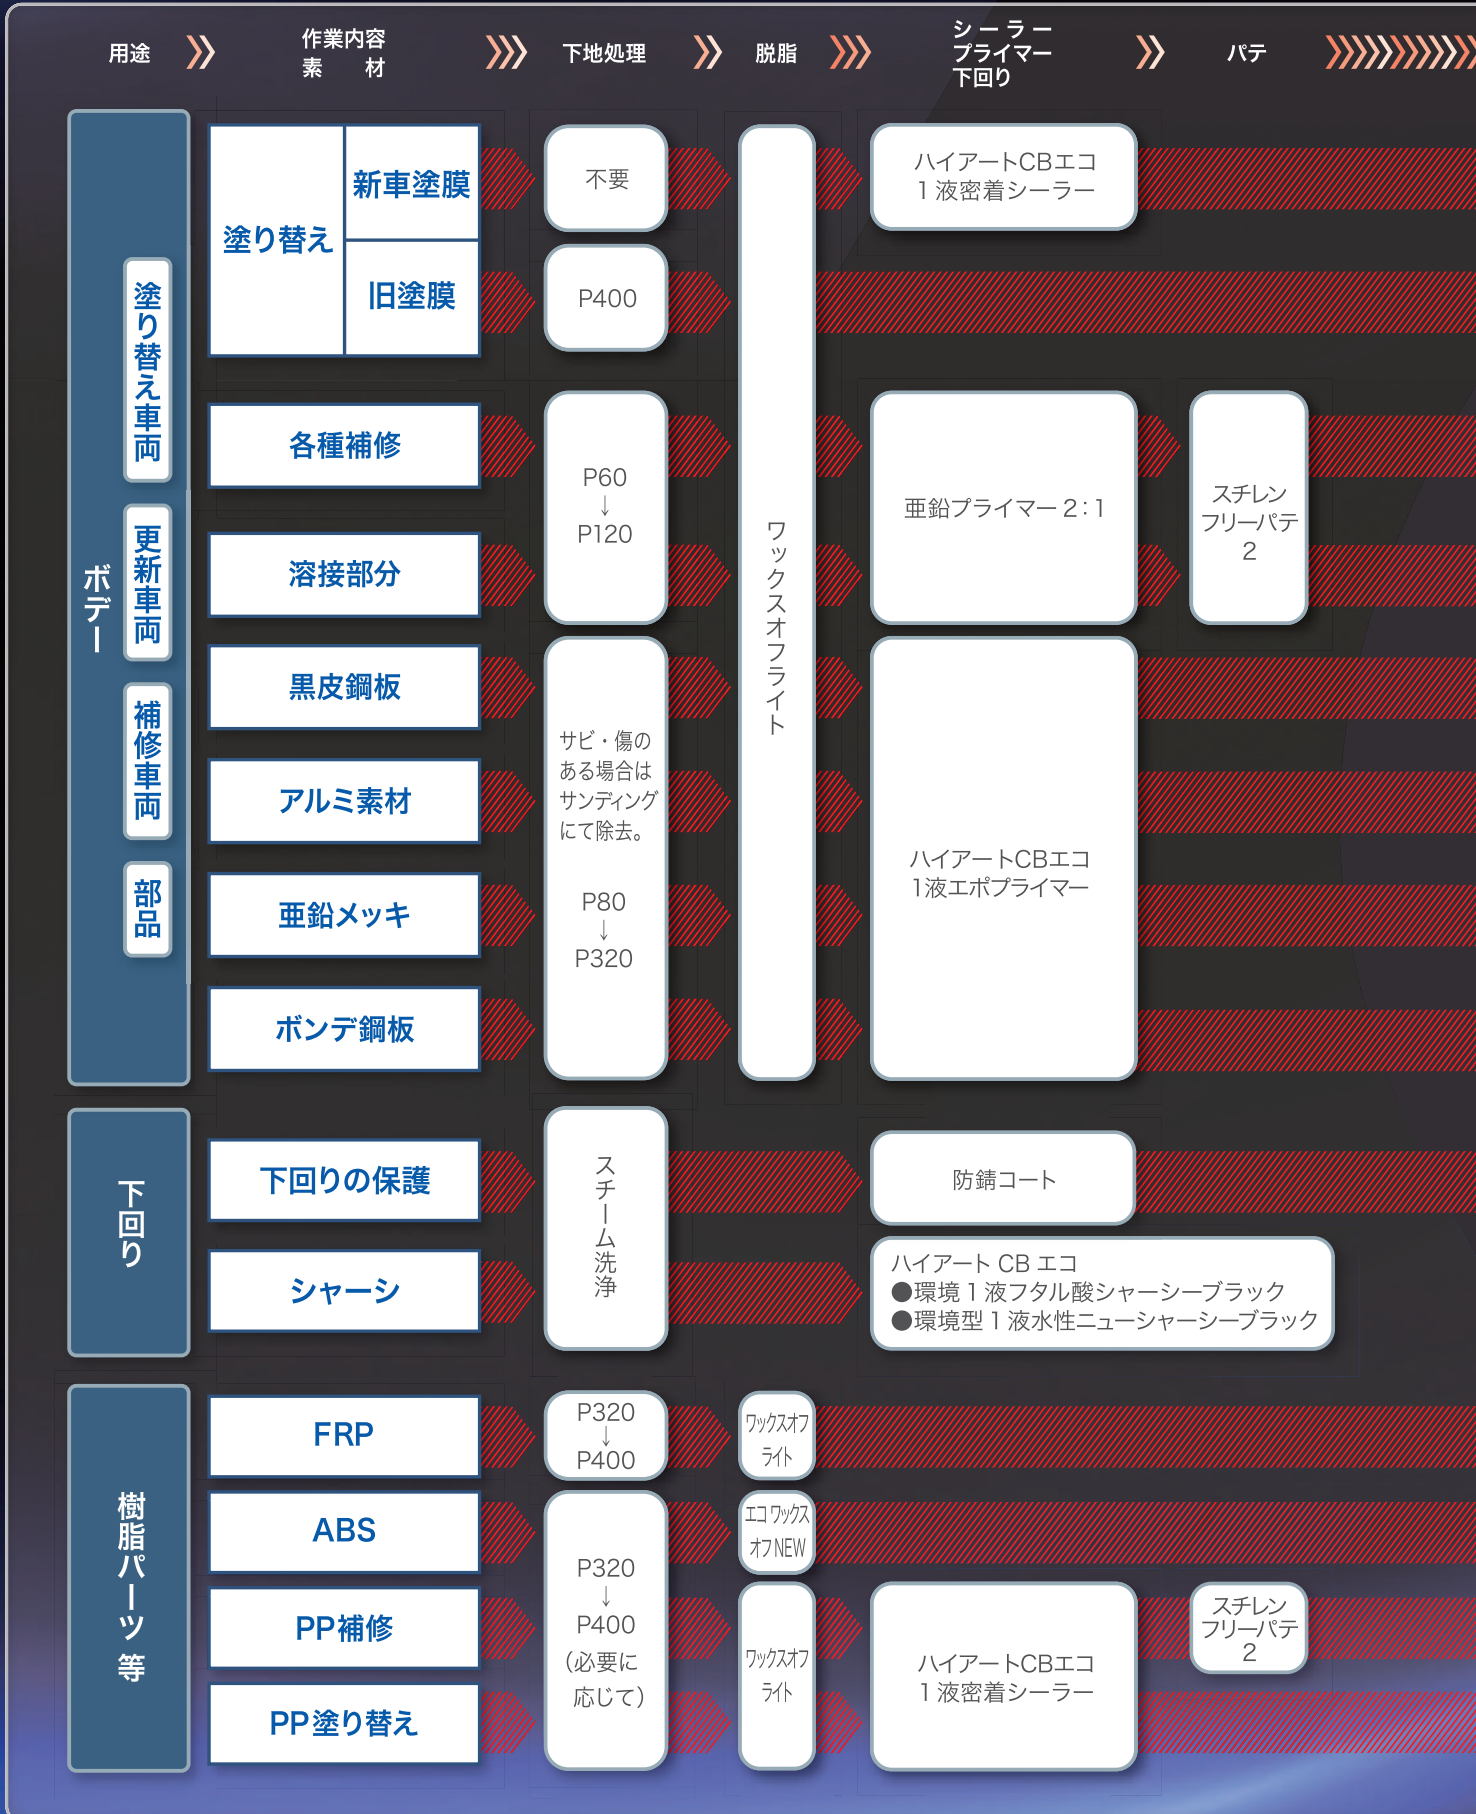 用途
作業内容
素　材
下地処理
脱脂
シーラー
プライマー
下回り
パテ
ボデー
塗り替え車両
更新車両
補修車両
部品
塗り替え
新車塗膜
旧塗膜
各種補修
溶接部分
黒皮鋼板
アルミ素材
亜鉛メッキ
ボンデ鋼板
不要
P400
P60
↓
P120
サビ・傷の
ある場合は
サンディング
にて除去。
P80
↓
P320
ワックスオフライト
ハイアートCBエコ
1液密着シーラー
亜鉛プライマー2:1
スチレン
フリーパテ
2
ハイアートCBエコ
1液エポプライマー
下回り
下回りの保護
シャーシ
スチーム洗浄
防錆コート
ハイアート CB エコ
●環境1液フタル酸シャーシーブラック
●環境型1液水性ニューシャーシーブラック
樹脂パーツ 等
FRP
ABS
PP補修
PP塗り替え
P320
↓
P400
P320
↓
P400
(必要に
応じて)
ワックスオフ
ライト
エコワックス
オフNEW
ワックスオフ
ライト
ハイアートCBエコ
1液密着シーラー
スチレン
フリーパテ
2